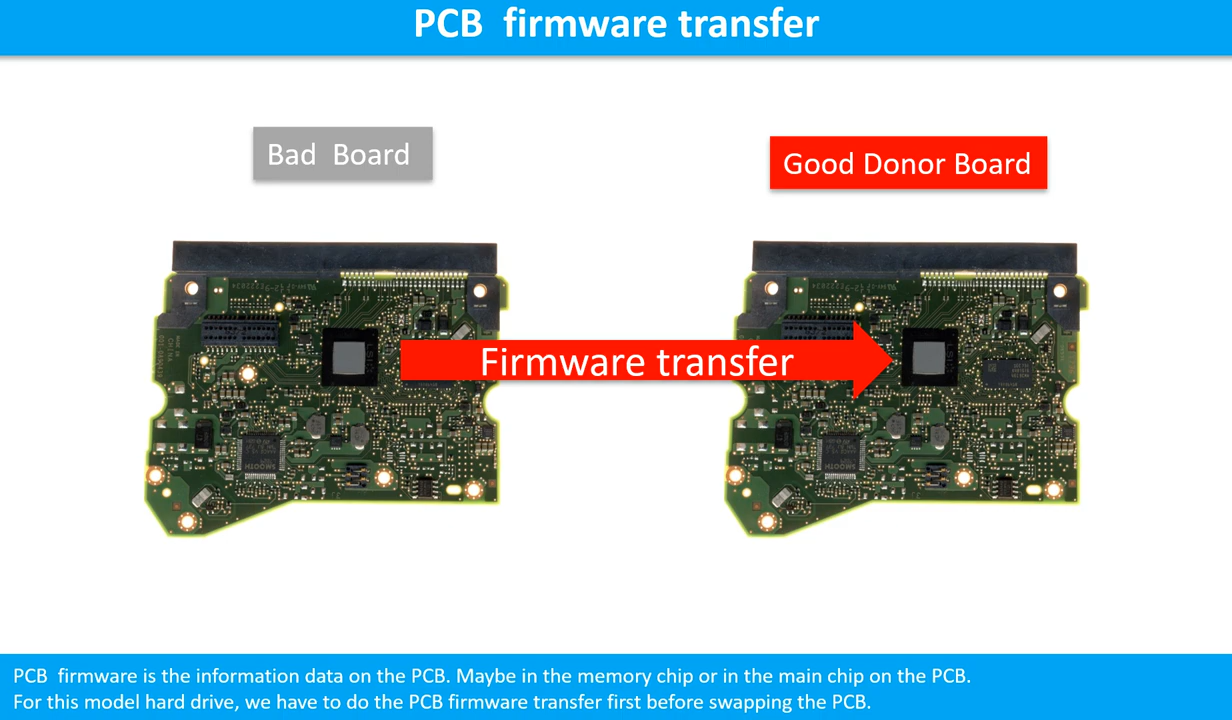 PCB  firmware transfer
Bad  Board
Good Donor Board
Firmware transfer
SMOOTH
SMOOTH
PCB  firmware is the information data on the PCB. Maybe in the memory chip or in the main chip on the PCB.
For this model hard drive, we have to do the PCB firmware transfer first before swapping the PCB.